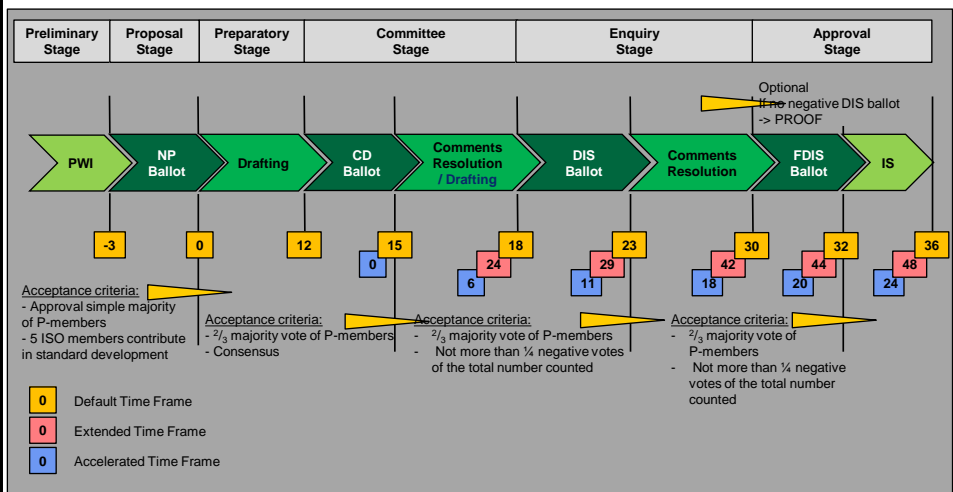 Preliminary Stage
Proposal Stage
Preparatory Stage
Committee Stage
Enquiry Stage
Approval Stage
Optional
If no negative DIS ballot
-> PROOF
PWI
NP
Ballot
Drafting
CD
Ballot
Comments
Resolution
/ Drafting
DIS
Ballot
Comments
Resolution
FDIS
Ballot
IS
-3
0
12
15
18
23
30
32
36
0
24
29
42
44
48
6
11
18
20
24
Acceptance criteria:
- Approval simple majority
of P-members
- 5 ISO members contribute
in standard development
Acceptance criteria:
- 2/3 majority vote of P-members
- Consensus
Acceptance criteria:
- 2/3 majority vote of P-members
- Not more than ¼ negative votes
of the total number counted
Acceptance criteria:
- 2/3 majority vote of
P-members
- Not more than ¼ negative
votes of the total number
counted
0 Default Time Frame
0 Extended Time Frame
0 Accelerated Time Frame